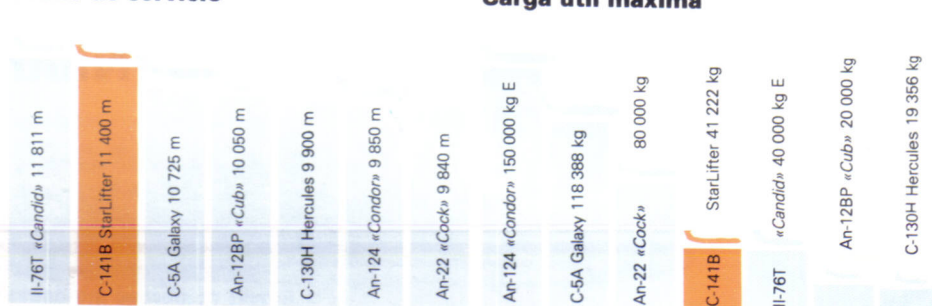 Carga útil máxima
Il-76T «Candid» 11 811 m
C-141B StarLifter 11 400 m
C-5A Galaxy 10 725 m
An-12BP «Cub» 10 050 m
C-130H Hercules 9 900 m
An-124 «Condor» 9 850 m
An-22 «Cock» 9 840 m
An-124 «Condor» 150 000 kg E
C-5A Galaxy 118 388 kg
An-22 «Cock» 80 000 kg
C-141B StarLifter 41 222 kg
Il-76T «Candid» 40 000 kg E
An-12BP «Cub» 20 000 kg
C-130H Hercules 19 356 kg